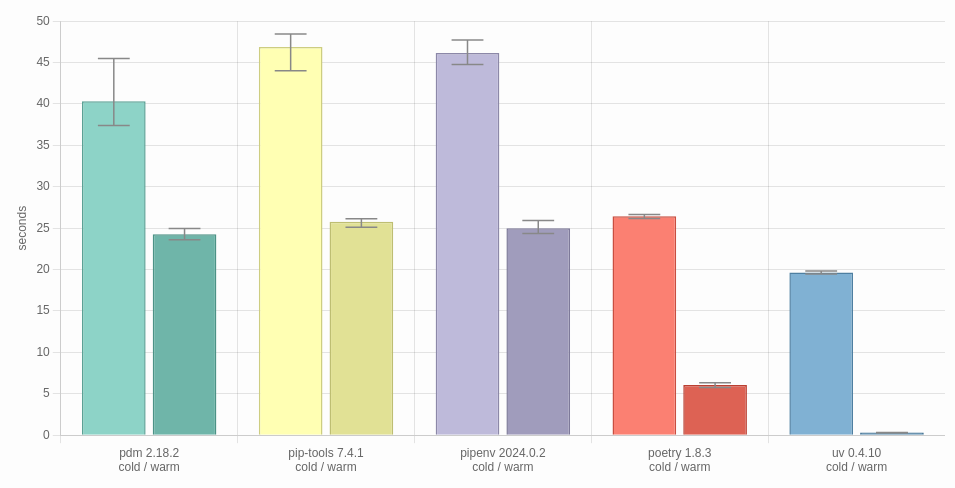 50
45
40
35
30
25
20
15
10
5
0
seconds
pdm 2.18.2
cold / warm
pip-tools 7.4.1
cold / warm
pipenv 2024.0.2
cold / warm
poetry 1.8.3
cold / warm
uv 0.4.10
cold / warm